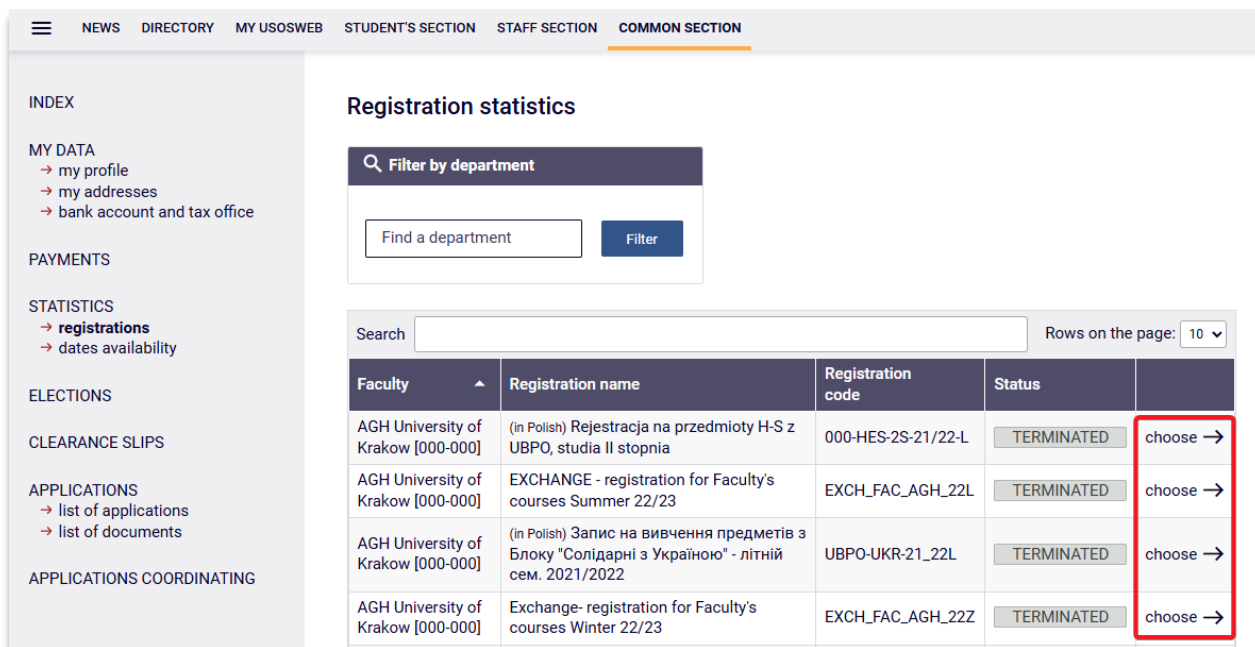 NEWS DIRECTORY MY USOSWEB STUDENT'S SECTION STAFF SECTION COMMON SECTION
INDEX
MY DATA
→ my profile
→ my addresses
→ bank account and tax office
PAYMENTS
STATISTICS
→ registrations
→ dates availability
ELECTIONS
CLEARANCE SLIPS
APPLICATIONS
→ list of applications
→ list of documents
APPLICATIONS COORDINATING
Registration statistics
Filter by department
Find a department Filter
Search Rows on the page: 10
Faculty Registration name Registration code Status
AGH University of Krakow [000-000] (in Polish) Rejestracja na przedmioty H-S z UBPO, studia II stopnia 000-HES-2S-21/22-L TERMINATED choose →
AGH University of Krakow [000-000] EXCHANGE - registration for Faculty's courses Summer 22/23 EXCH_FAC_AGH_22L TERMINATED choose →
AGH University of Krakow [000-000] (in Polish) Запис на вивчення предметів з Блоку "Солідарні з Україною" - літній сем. 2021/2022 UBPO-UKR-21_22L TERMINATED choose →
AGH University of Krakow [000-000] Exchange- registration for Faculty's courses Winter 22/23 EXCH_FAC_AGH_22Z TERMINATED choose →